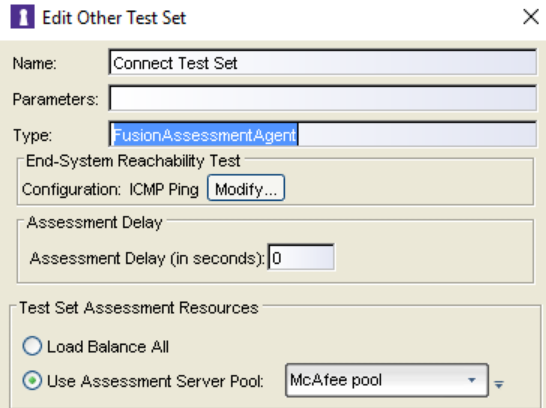 Edit Other Test Set
Name: Connect Test Set
Parameters:
Type: FusionAssessmentAgent
End-System Reachability Test
Configuration: ICMP Ping Modify...
Assessment Delay
Assessment Delay (in seconds): 0
Test Set Assessment Resources
Load Balance All
Use Assessment Server Pool: McAfee pool